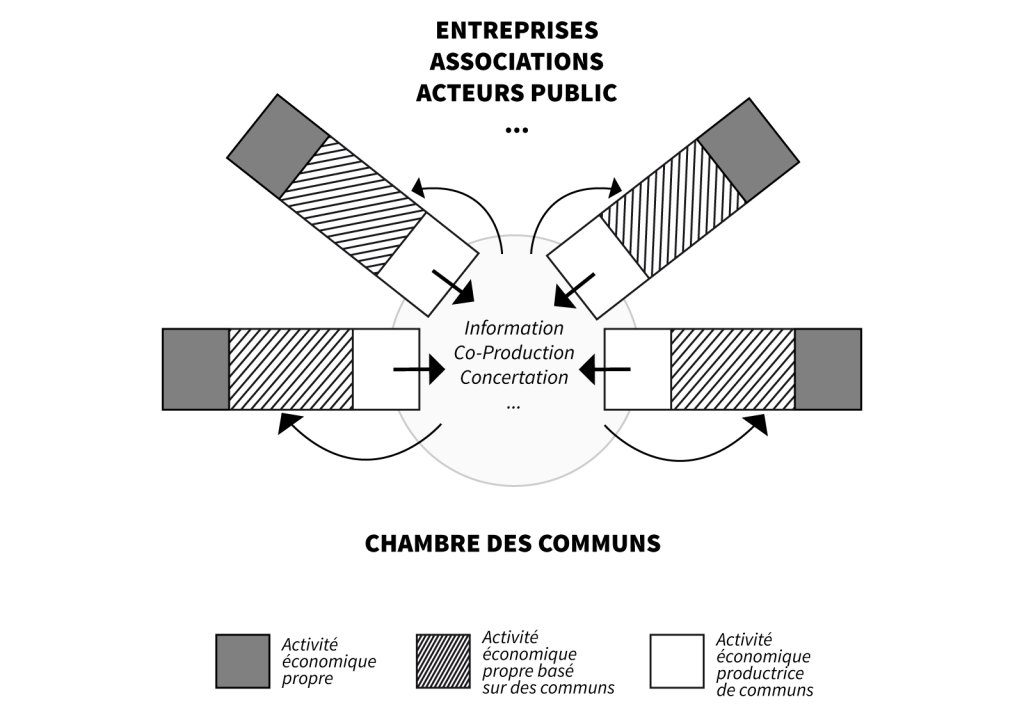 ENTREPRISES
ASSOCIATIONS
ACTEURS PUBLIC
...
Information
Co-Production
Concertation
...
CHAMBRE DES COMMUNS
Activité
économique
propre
Activité
économique
propre basé
sur des communs
Activité
économique
productrice
de communs